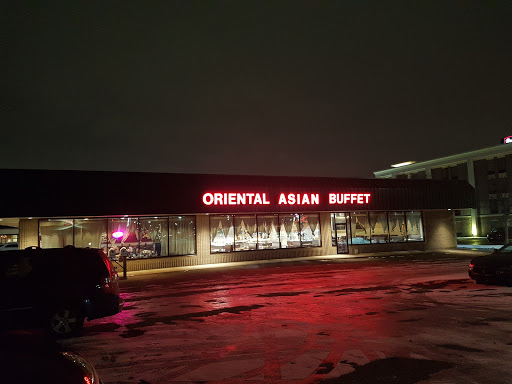 ORIENTAL ASIAN BUFFET